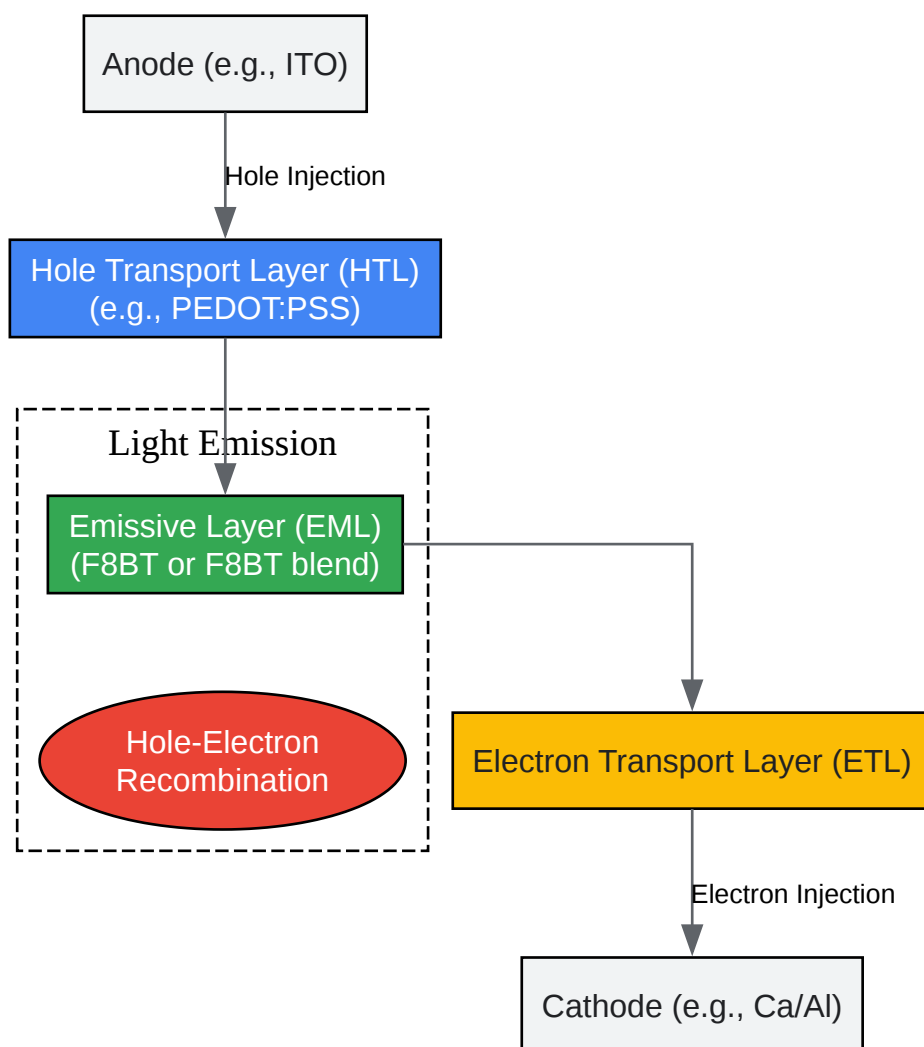 Anode (e.g., ITO)
Hole Injection
Hole Transport Layer (HTL)
(e.g., PEDOT:PSS)
Light Emission
Emissive Layer (EML)
(F8BT or F8BT blend)
Hole-Electron
Recombination
Electron Transport Layer (ETL)
Electron Injection
Cathode (e.g., Ca/Al)